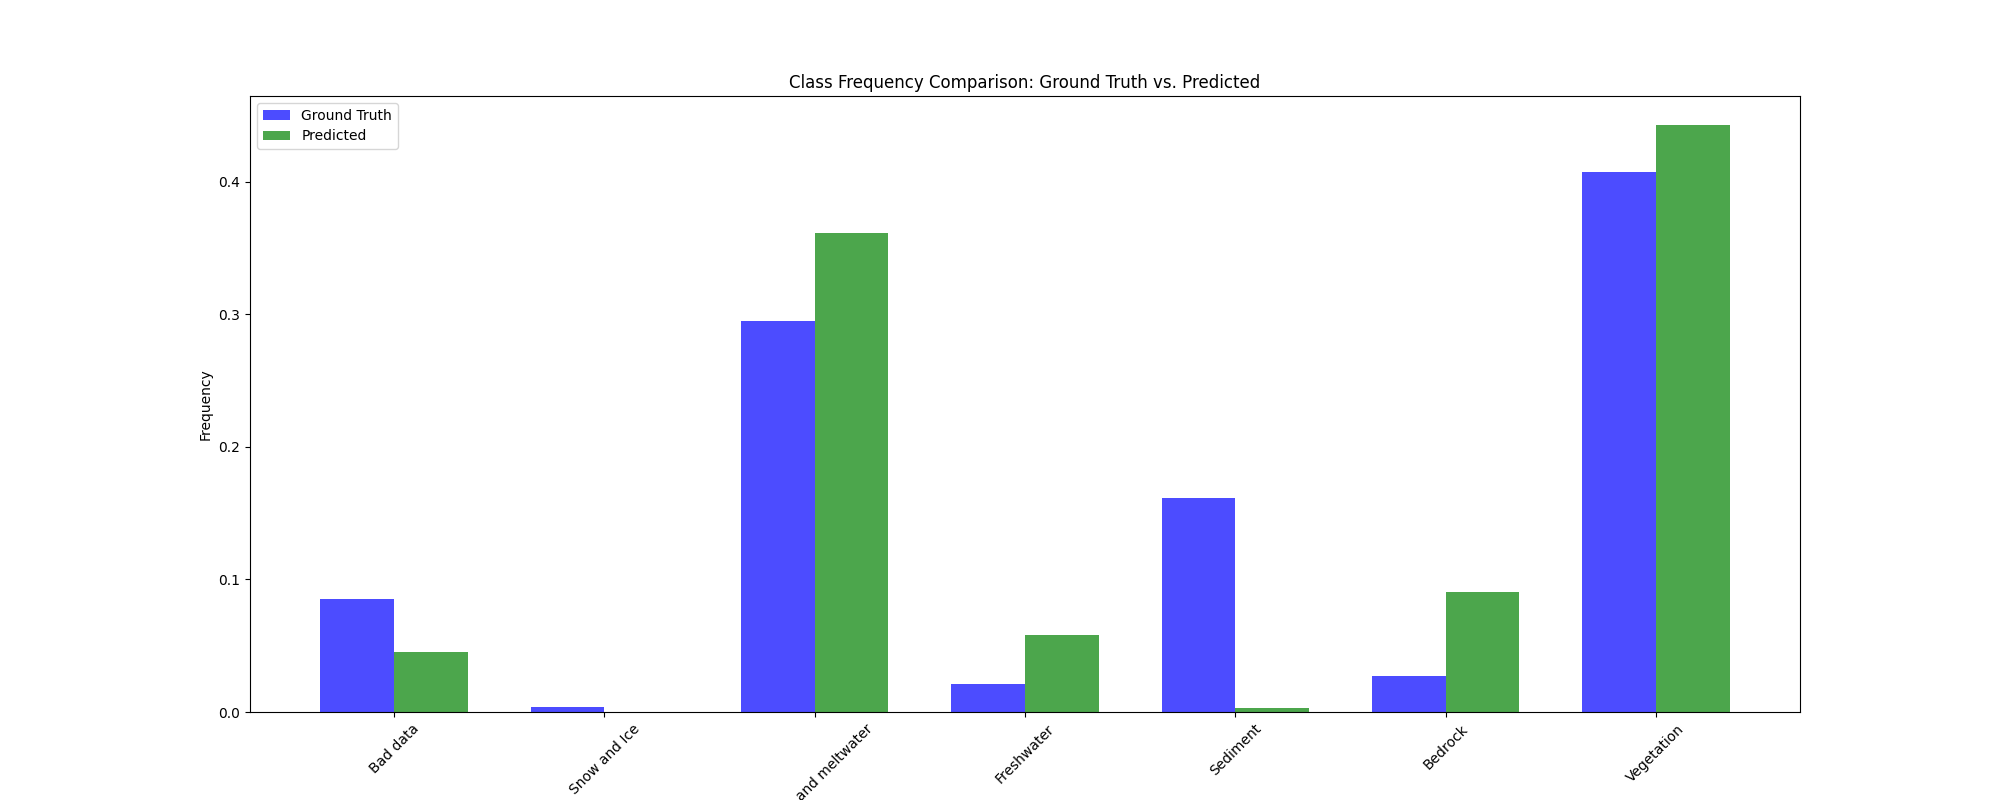 Class Frequency Comparison: Ground Truth vs. Predicted
Ground Truth
Predicted
Frequency
0.4
0.3
0.2
0.1
0.0
Bad data
Snow and Ice
and meltwater
Freshwater
Sediment
Bedrock
Vegetation